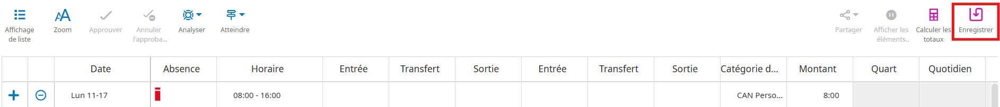 Affichage
de liste
Zoom
Approuver
Annuler
l'approba...
Analyser
Atteindre
Partager
Afficher les
éléments..
Calculer les
totaux
Enregistrer
Date Absence Horaire Entrée Transfert Sortie Entrée Transfert Sortie Catégorie d... Montant Quart Quotidien
Lun 11-17 08:00 - 16:00 CAN Perso... 8:00